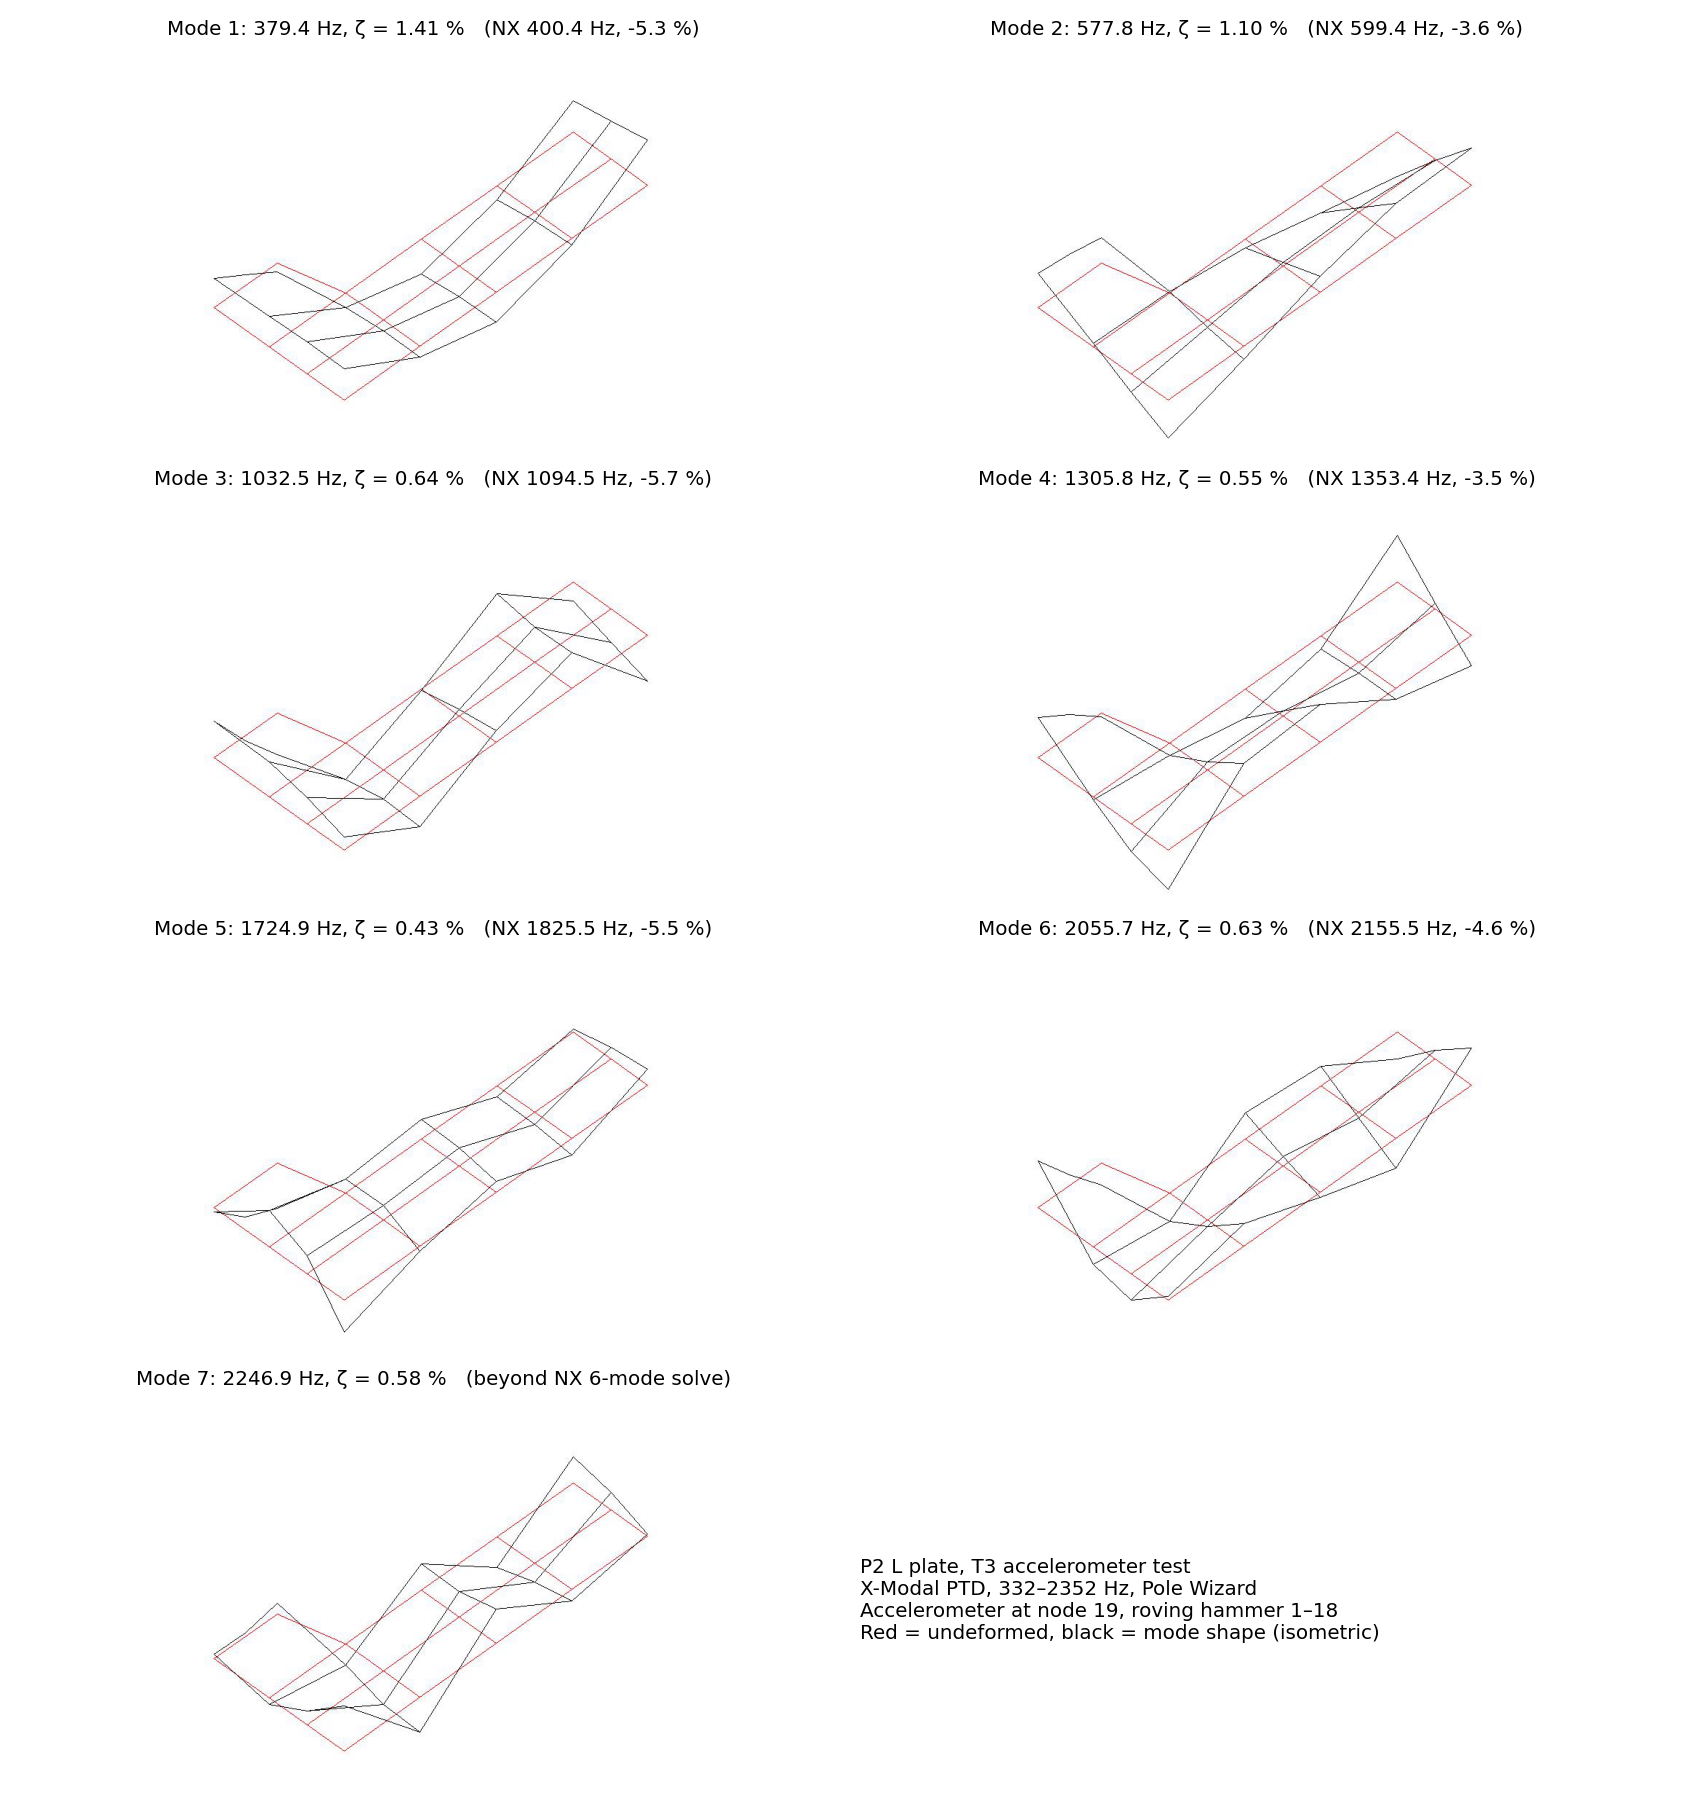 Mode 1: 379.4 Hz, ζ = 1.41 %   (NX 400.4 Hz, -5.3 %)
Mode 2: 577.8 Hz, ζ = 1.10 %   (NX 599.4 Hz, -3.6 %)
Mode 3: 1032.5 Hz, ζ = 0.64 %   (NX 1094.5 Hz, -5.7 %)
Mode 4: 1305.8 Hz, ζ = 0.55 %   (NX 1353.4 Hz, -3.5 %)
Mode 5: 1724.9 Hz, ζ = 0.43 %   (NX 1825.5 Hz, -5.5 %)
Mode 6: 2055.7 Hz, ζ = 0.63 %   (NX 2155.5 Hz, -4.6 %)
Mode 7: 2246.9 Hz, ζ = 0.58 %   (beyond NX 6-mode solve)
P2 L plate, T3 accelerometer test
X-Modal PTD, 332–2352 Hz, Pole Wizard
Accelerometer at node 19, roving hammer 1–18
Red = undeformed, black = mode shape (isometric)